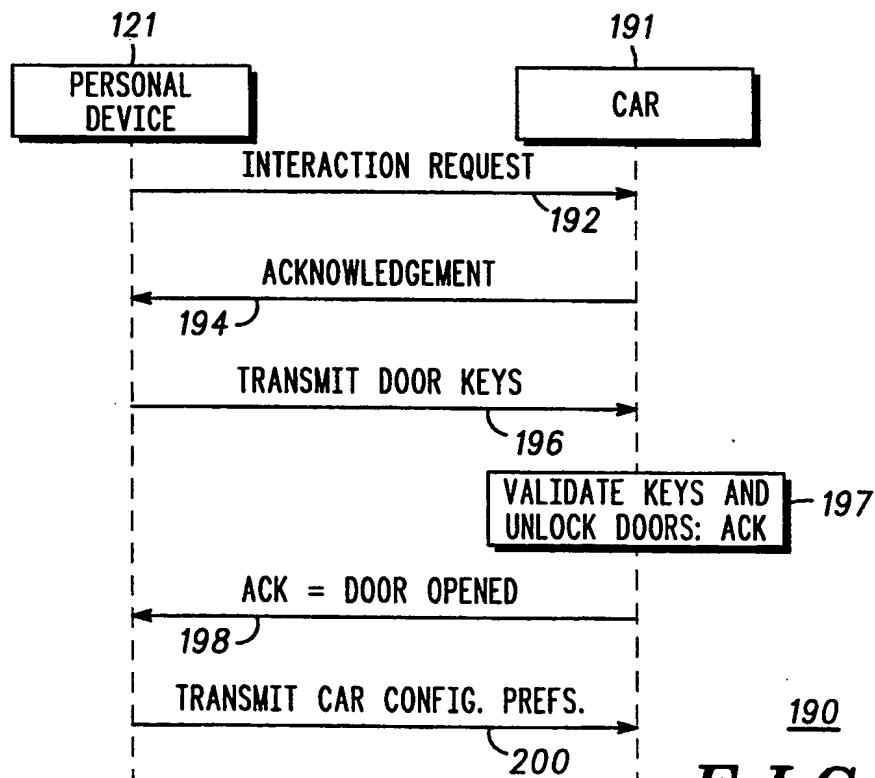 121
191
PERSONAL
DEVICE
CAR
INTERACTION REQUEST
192
ACKNOWLEDGEMENT
194
TRANSMIT DOOR KEYS
196
VALIDATE KEYS AND
UNLOCK DOORS: ACK
197
ACK = DOOR OPENED
198
TRANSMIT CAR CONFIG. PREFS.
200
190